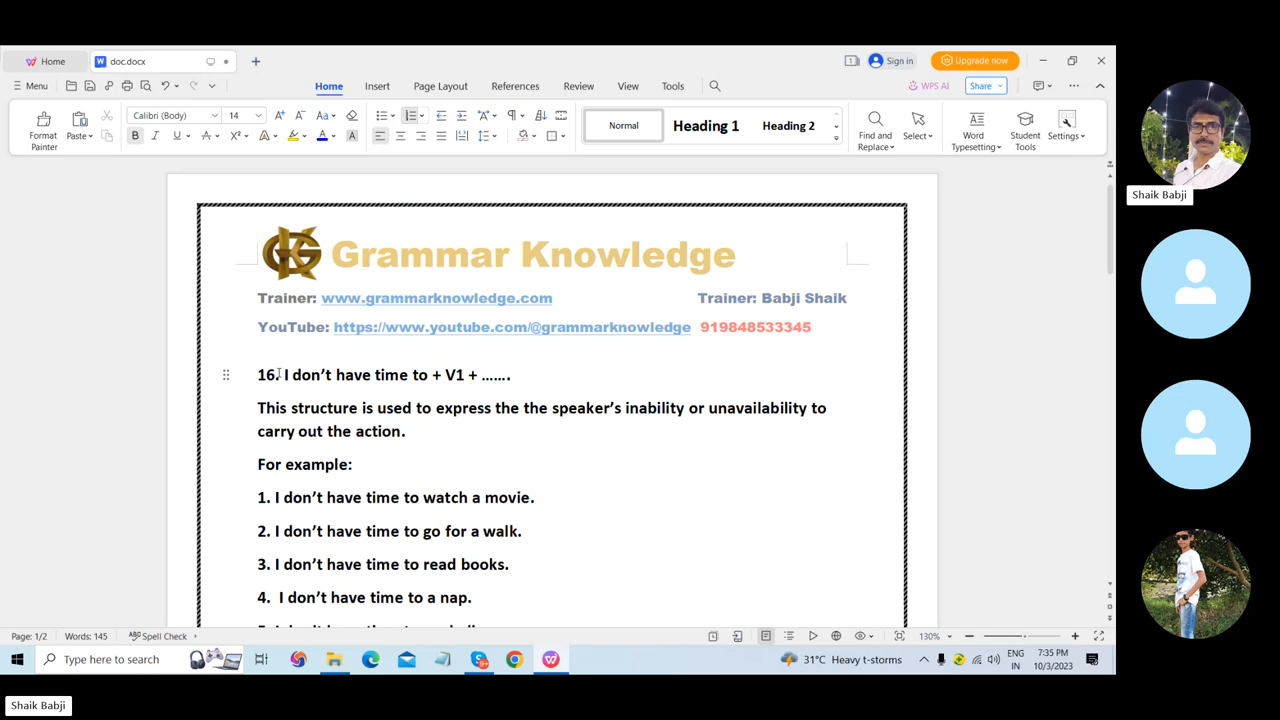 Home
doc.docx
Sign in
Upgrade now
Menu
Home
Insert
Page Layout
References
Review
View
Tools
WPS AI
Share
Format Painter
Paste
Calibri (Body)
14
Normal
Heading 1
Heading 2
Find and Replace
Select
Word Typesetting
Student Tools
Settings
Grammar Knowledge
Trainer: www.grammarknowledge.com Trainer: Babji Shaik
YouTube: https://www.youtube.com/@grammarknowledge 919848533345
16. I don’t have time to + V1 + …….
This structure is used to express the the speaker’s inability or unavailability to
carry out the action.
For example:
1. I don’t have time to watch a movie.
2. I don’t have time to go for a walk.
3. I don’t have time to read books.
4. I don’t have time to a nap.
Page: 1/2
Words: 145
Spell Check
130%
Type here to search
31°C Heavy t-storms
ENG
IN
7:35 PM
10/3/2023
Shaik Babji
Shaik Babji